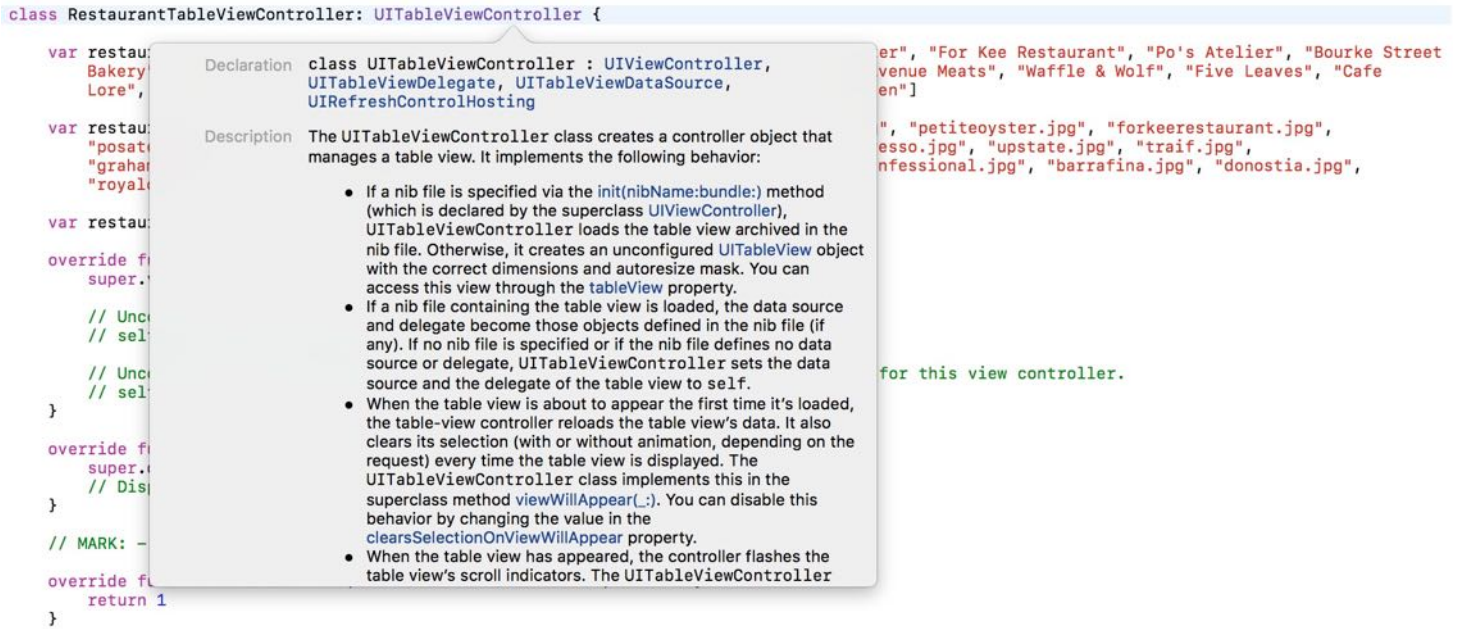 class RestaurantTableViewController: UITableViewController {
var restau
Bakery
Lore",
var restau
"posat
"graha
"royal
var restau
override f
super.
// Unc
// sel
// Unc
// sel
}
override f
super.
// Dis
}
// MARK: -
override f
return 1
}
Declaration class UITableViewController : UIViewController,
UITableViewDelegate, UITableViewDataSource,
UIRefreshControlHosting
Description The UITableViewController class creates a controller object that
manages a table view. It implements the following behavior:
• If a nib file is specified via the init(nibName:bundle:) method
(which is declared by the superclass UIViewController),
UITableViewController loads the table view archived in the
nib file. Otherwise, it creates an unconfigured UITableView object
with the correct dimensions and autoresize mask. You can
access this view through the tableView property.
• If a nib file containing the table view is loaded, the data source
and delegate become those objects defined in the nib file (if
any). If no nib file is specified or if the nib file defines no data
source or delegate, UITableViewController sets the data
source and the delegate of the table view to self.
• When the table view is about to appear the first time it's loaded,
the table-view controller reloads the table view's data. It also
clears its selection (with or without animation, depending on the
request) every time the table view is displayed. The
UITableViewController class implements this in the
superclass method viewWillAppear(_:). You can disable this
behavior by changing the value in the
clearsSelectionOnViewWillAppear property.
• When the table view has appeared, the controller flashes the
table view's scroll indicators. The UITableViewController
er", "For Kee Restaurant", "Po's Atelier", "Bourke Street
venue Meats", "Waffle & Wolf", "Five Leaves", "Cafe
en"]
", "petiteoyster.jpg", "forkeerestaurant.jpg",
esso.jpg", "upstate.jpg", "traif.jpg",
nfessional.jpg", "barrafina.jpg", "donostia.jpg",
for this view controller.